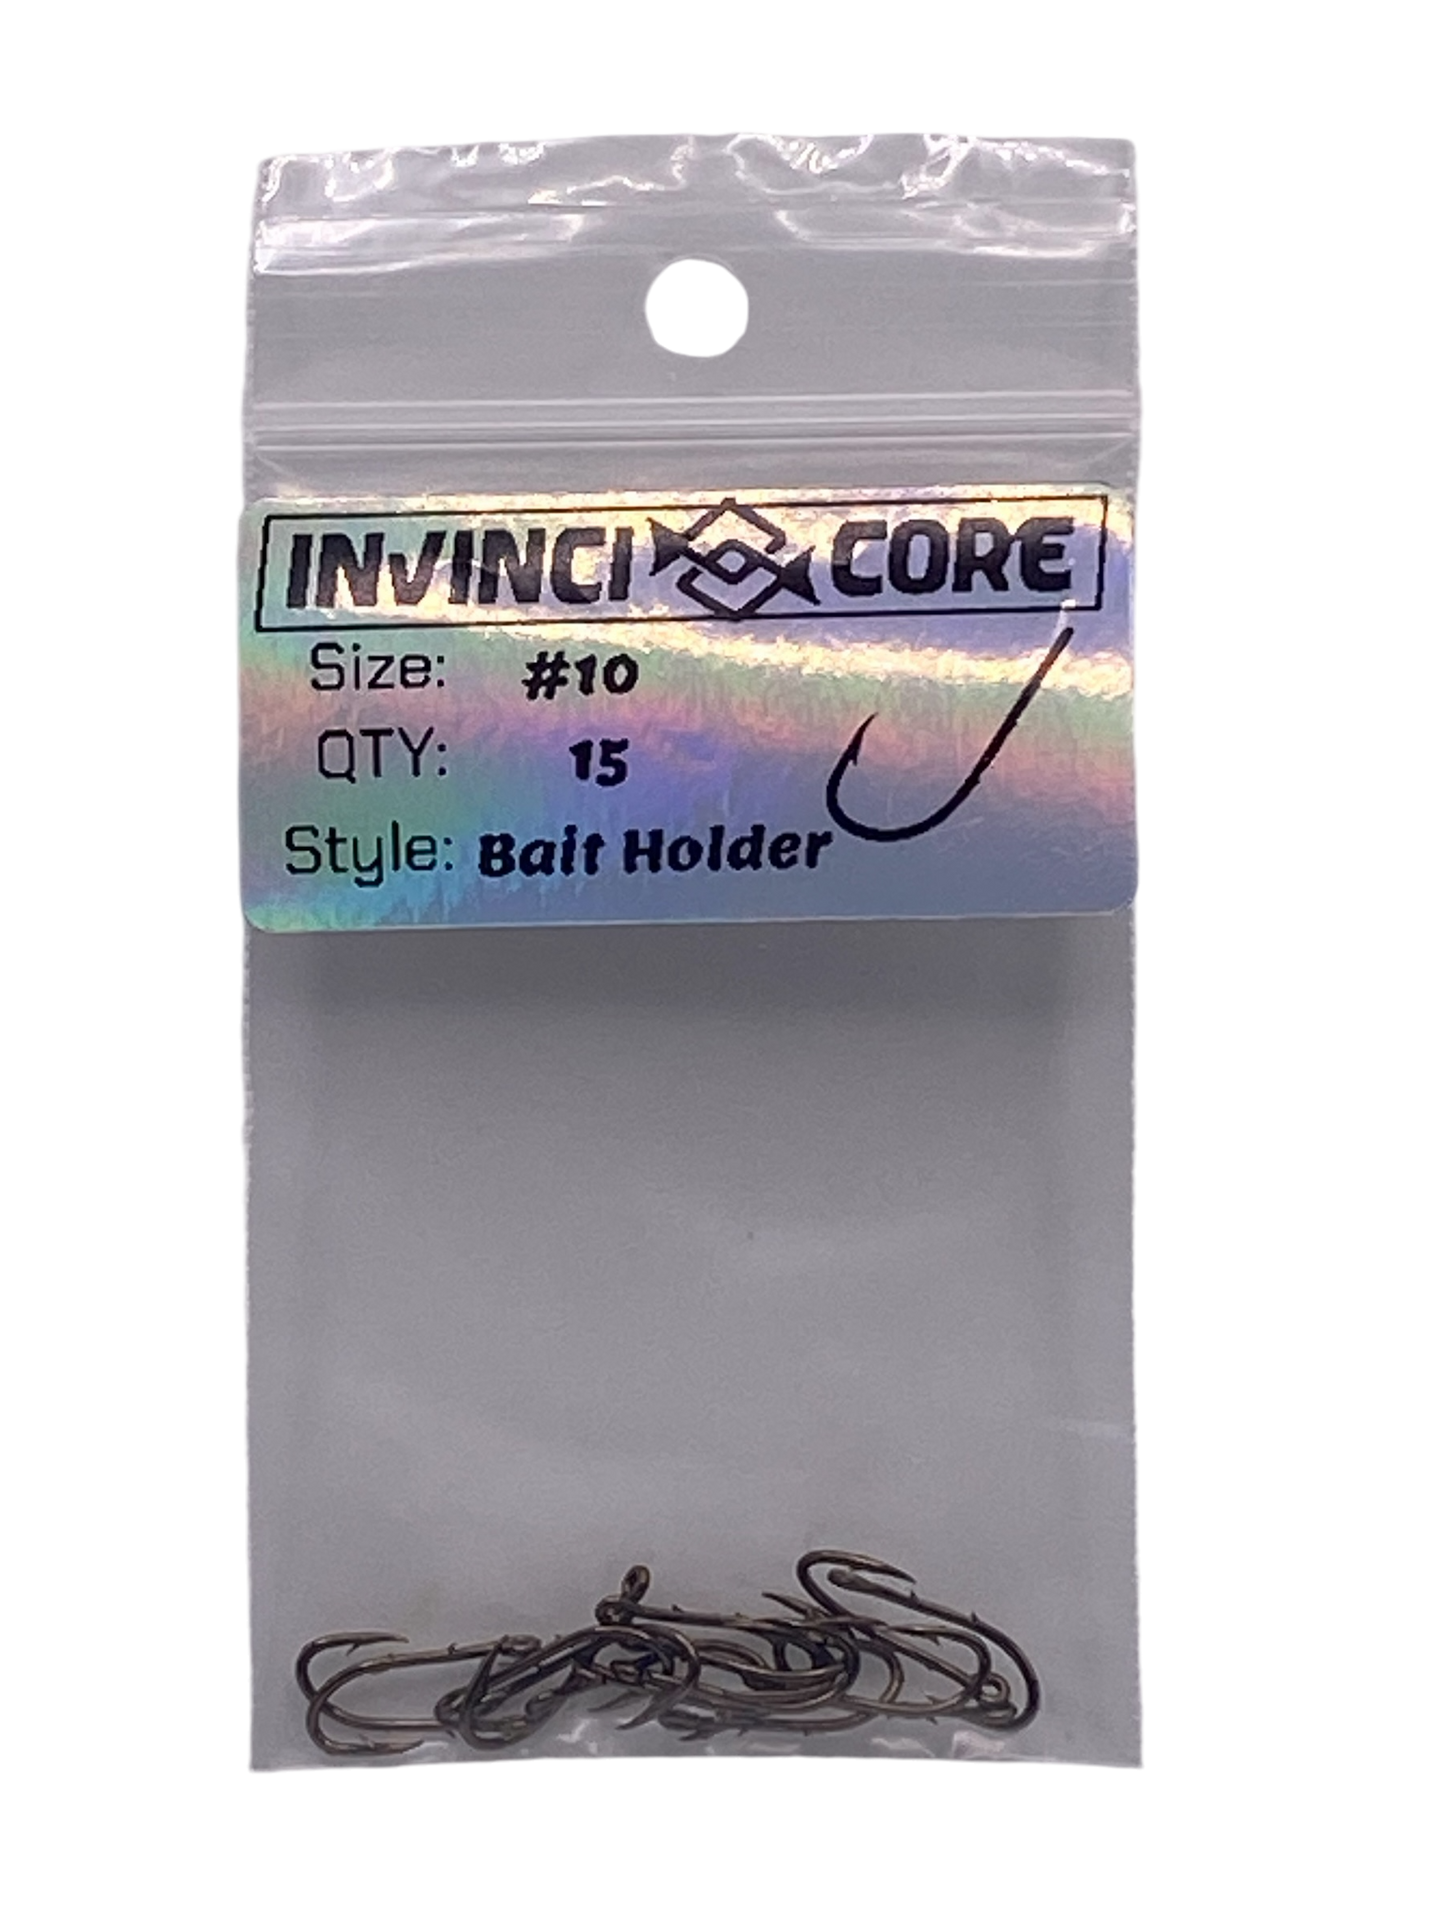 INVINCI CORE
Size: #10
QTY: 15
Style: Bait Holder